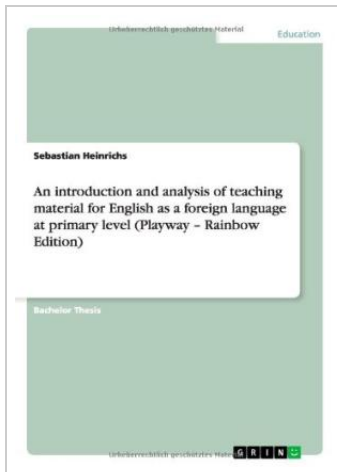 Urheberrechtlich geschütztes Material
Education
Sebastian Heinrichs
An introduction and analysis of teaching
material for English as a foreign language
at primary level (Playway – Rainbow
Edition)
Bachelor Thesis
Urheberrechtlich geschütztes Mater
GRIN